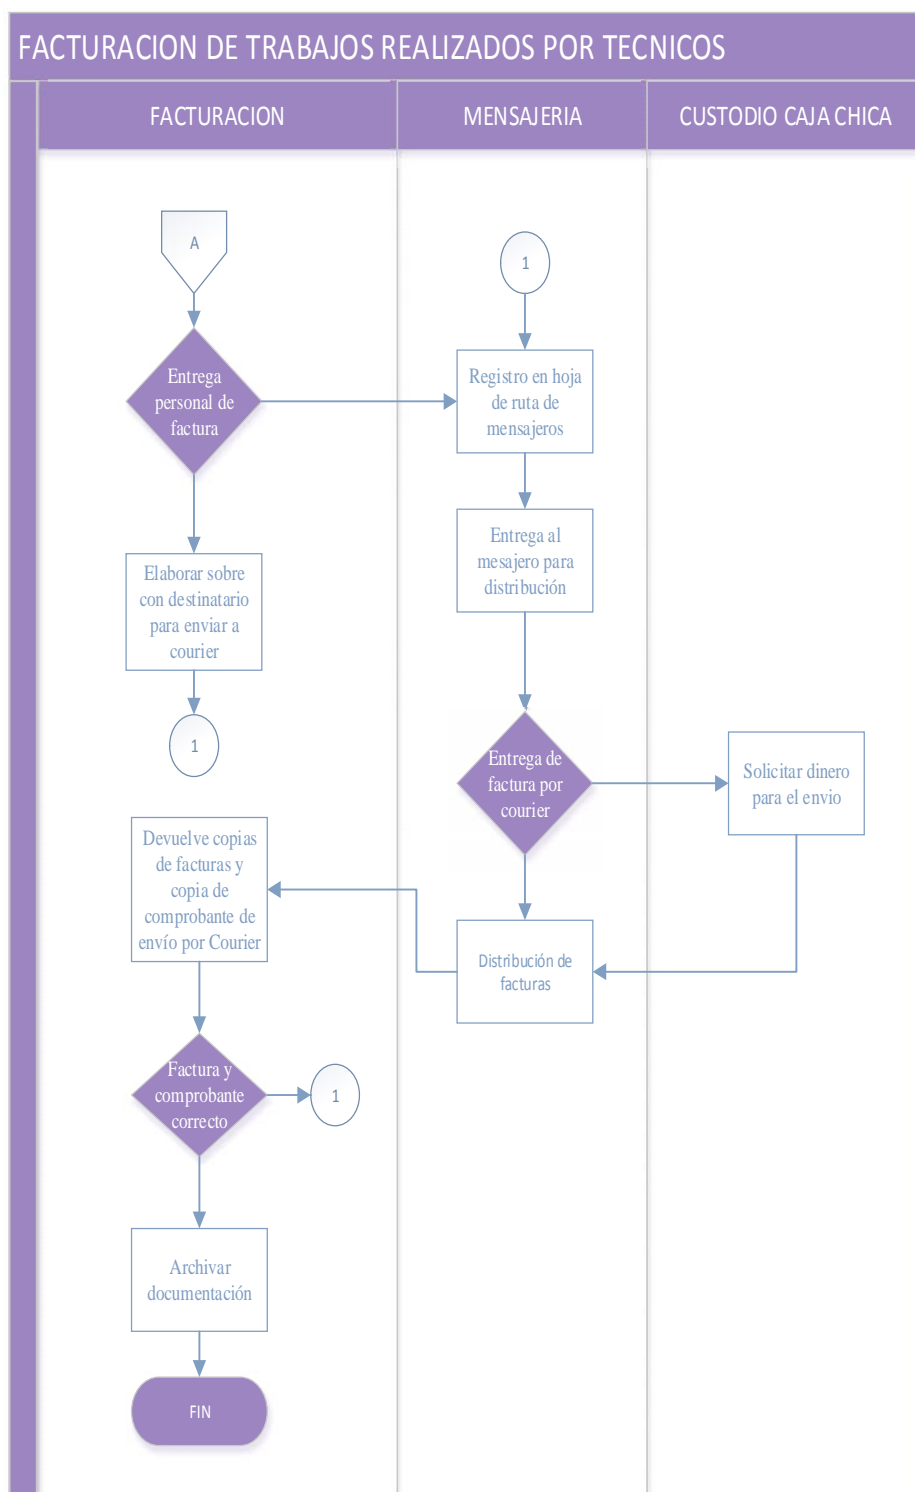 FACTURACION DE TRABAJOS REALIZADOS POR TECNICOS
FACTURACION
MENSAJERIA
CUSTODIO CAJA CHICA
A
1
Entrega
personal de
factura
Registro en hoja
de ruta de
mensajeros
Entrega al
mesajero para
distribución
Elaborar sobre
con destinatario
para enviar a
courier
1
Entrega de
factura por
courier
Solicitar dinero
para el envio
Devuelve copias
de facturas y
copia de
comprobante de
envío por Courier
Distribución de
facturas
Factura y
comprobante
correcto
1
Archivar
documentación
FIN